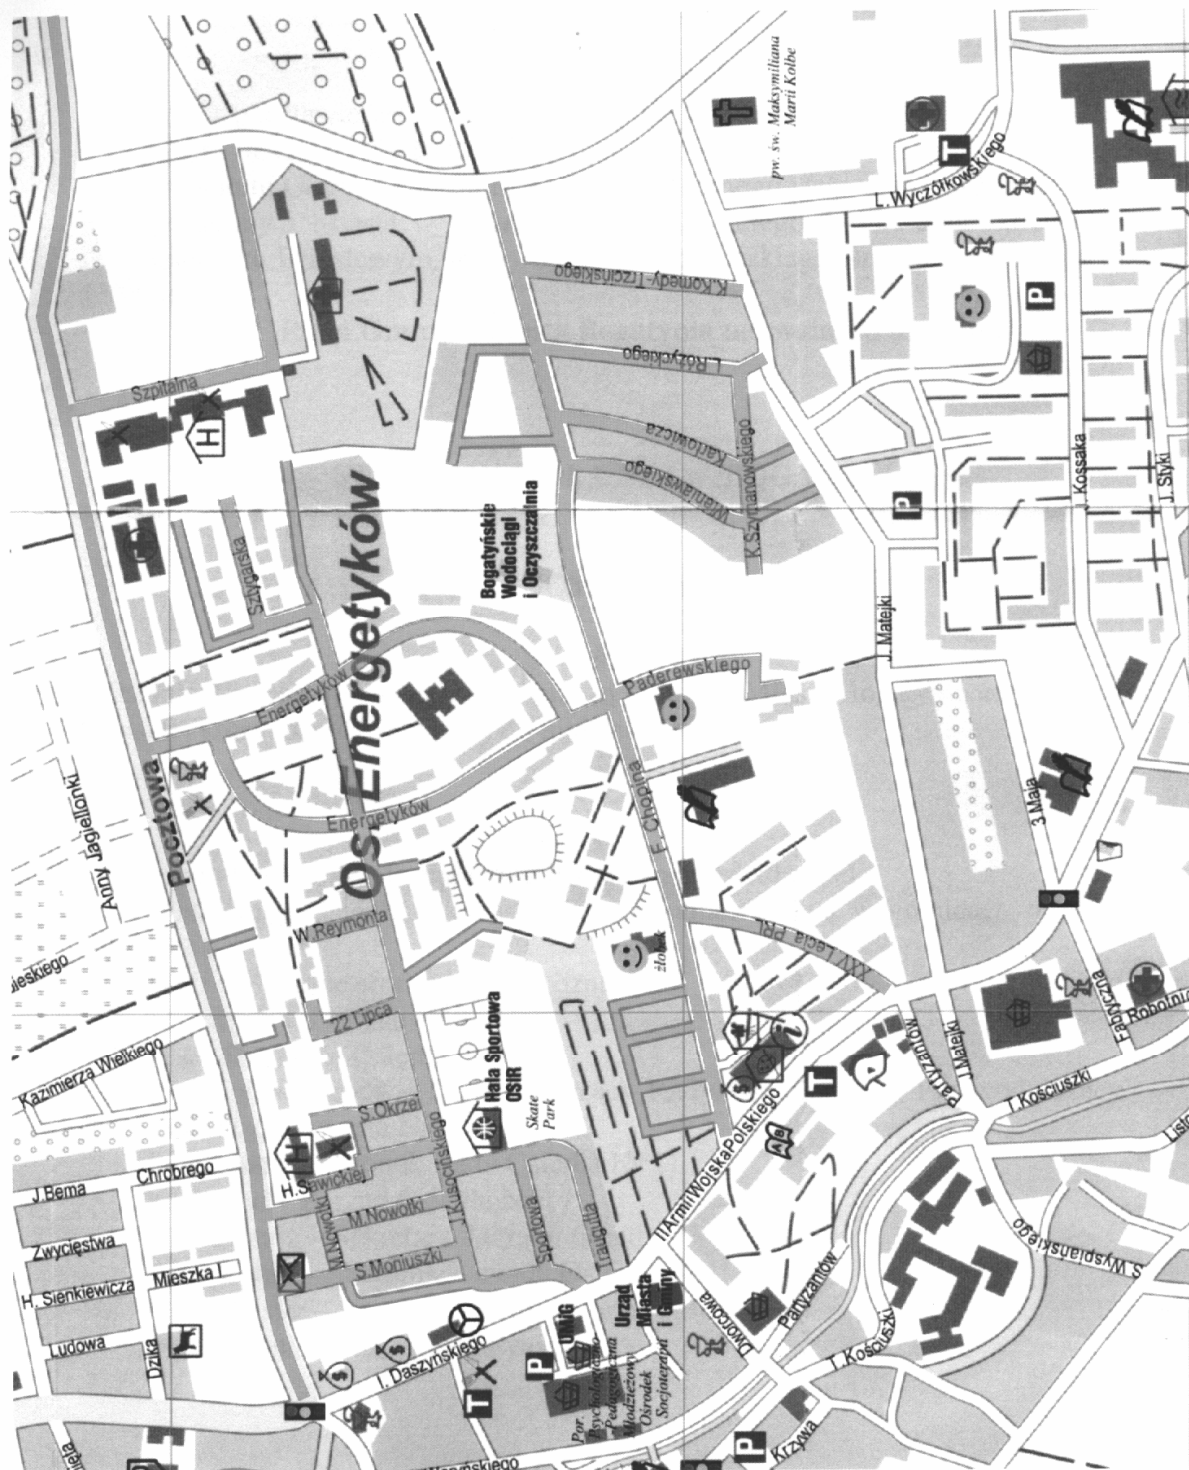 pw. św. Maksymiliana
Marii Kolbe
L.Wyczółkowskiego
K.Komedy-Trzcińskiego
L.Różyckiego
Karłowicza
Wieniawskiego
K.Szymanowskiego
Szpitalna
H
P
P
T
J.Kossaka
J. Styki
Sztygarska
Os. Energetyków
Bogatyńskie
Wodociągi
i Oczyszczalnia
J. Matejki
Energetyków
Paderewskiego
Pocztowa
Anny Jagiellonki
Energetyków
F. Chopina
3 Maja
W.Reymonta
XXV Lecia PRL
żłobek
22 Lipca
Hala Sportowa
OSiR
Skate
Park
Kazimierza Wielkiego
Fabryczna
Partyzantów
J.Matejki
T.Kościuszki
S.Okrzei
H
H.Sawickiej
J.Kusocińskiego
J.Bema
Chrobrego
Zwycięstwa
M.Nowotki
M.Nowotki
H. Sienkiewicza
Mieszka I
S.Moniuszki
Sportowa
Traugutta
II Armii Wojska Polskiego
T
i
S.Wyspiańskiego
Ludowa
Dzika
I. Daszyńskiego
UMiG
Urząd
Miasta
i Gminy
Dworcowa
Partyzantów
T.Kościuszki
Por.
Psychologiczno
Pedagogiczna
Młodzieżowy
Ośrodek
Socjoterapii
T
P
P
Krzywa